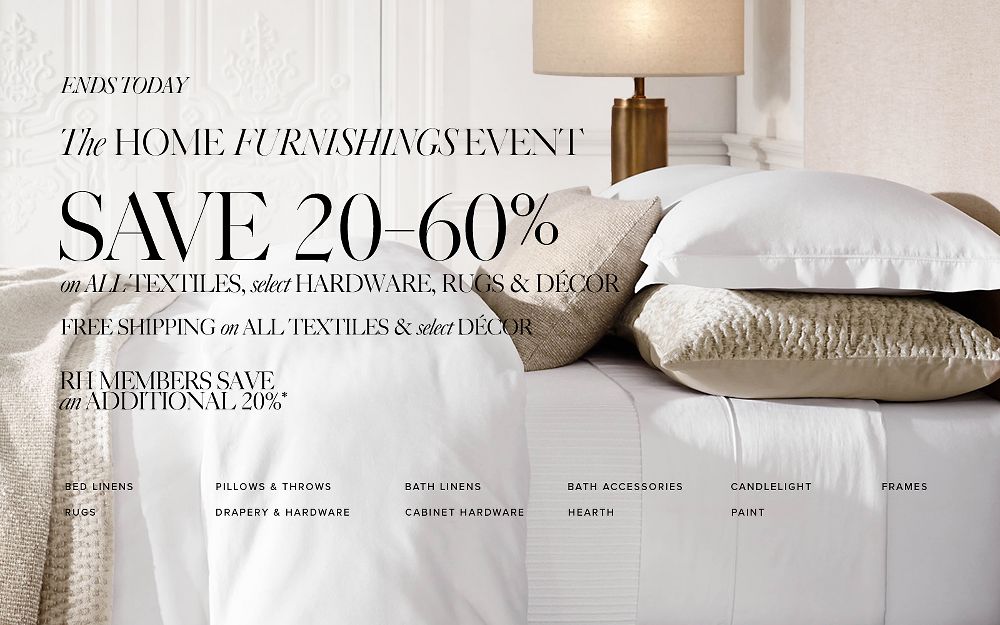 ENDS TODAY
The HOME FURNISHINGS EVENT
SAVE 20–60%
on ALL TEXTILES, select HARDWARE, RUGS & DÉCOR
FREE SHIPPING on ALL TEXTILES & select DÉCOR
RH MEMBERS SAVE
an ADDITIONAL 20%*
BED LINENS PILLOWS & THROWS BATH LINENS BATH ACCESSORIES CANDLELIGHT FRAMES
RUGS DRAPERY & HARDWARE CABINET HARDWARE HEARTH PAINT